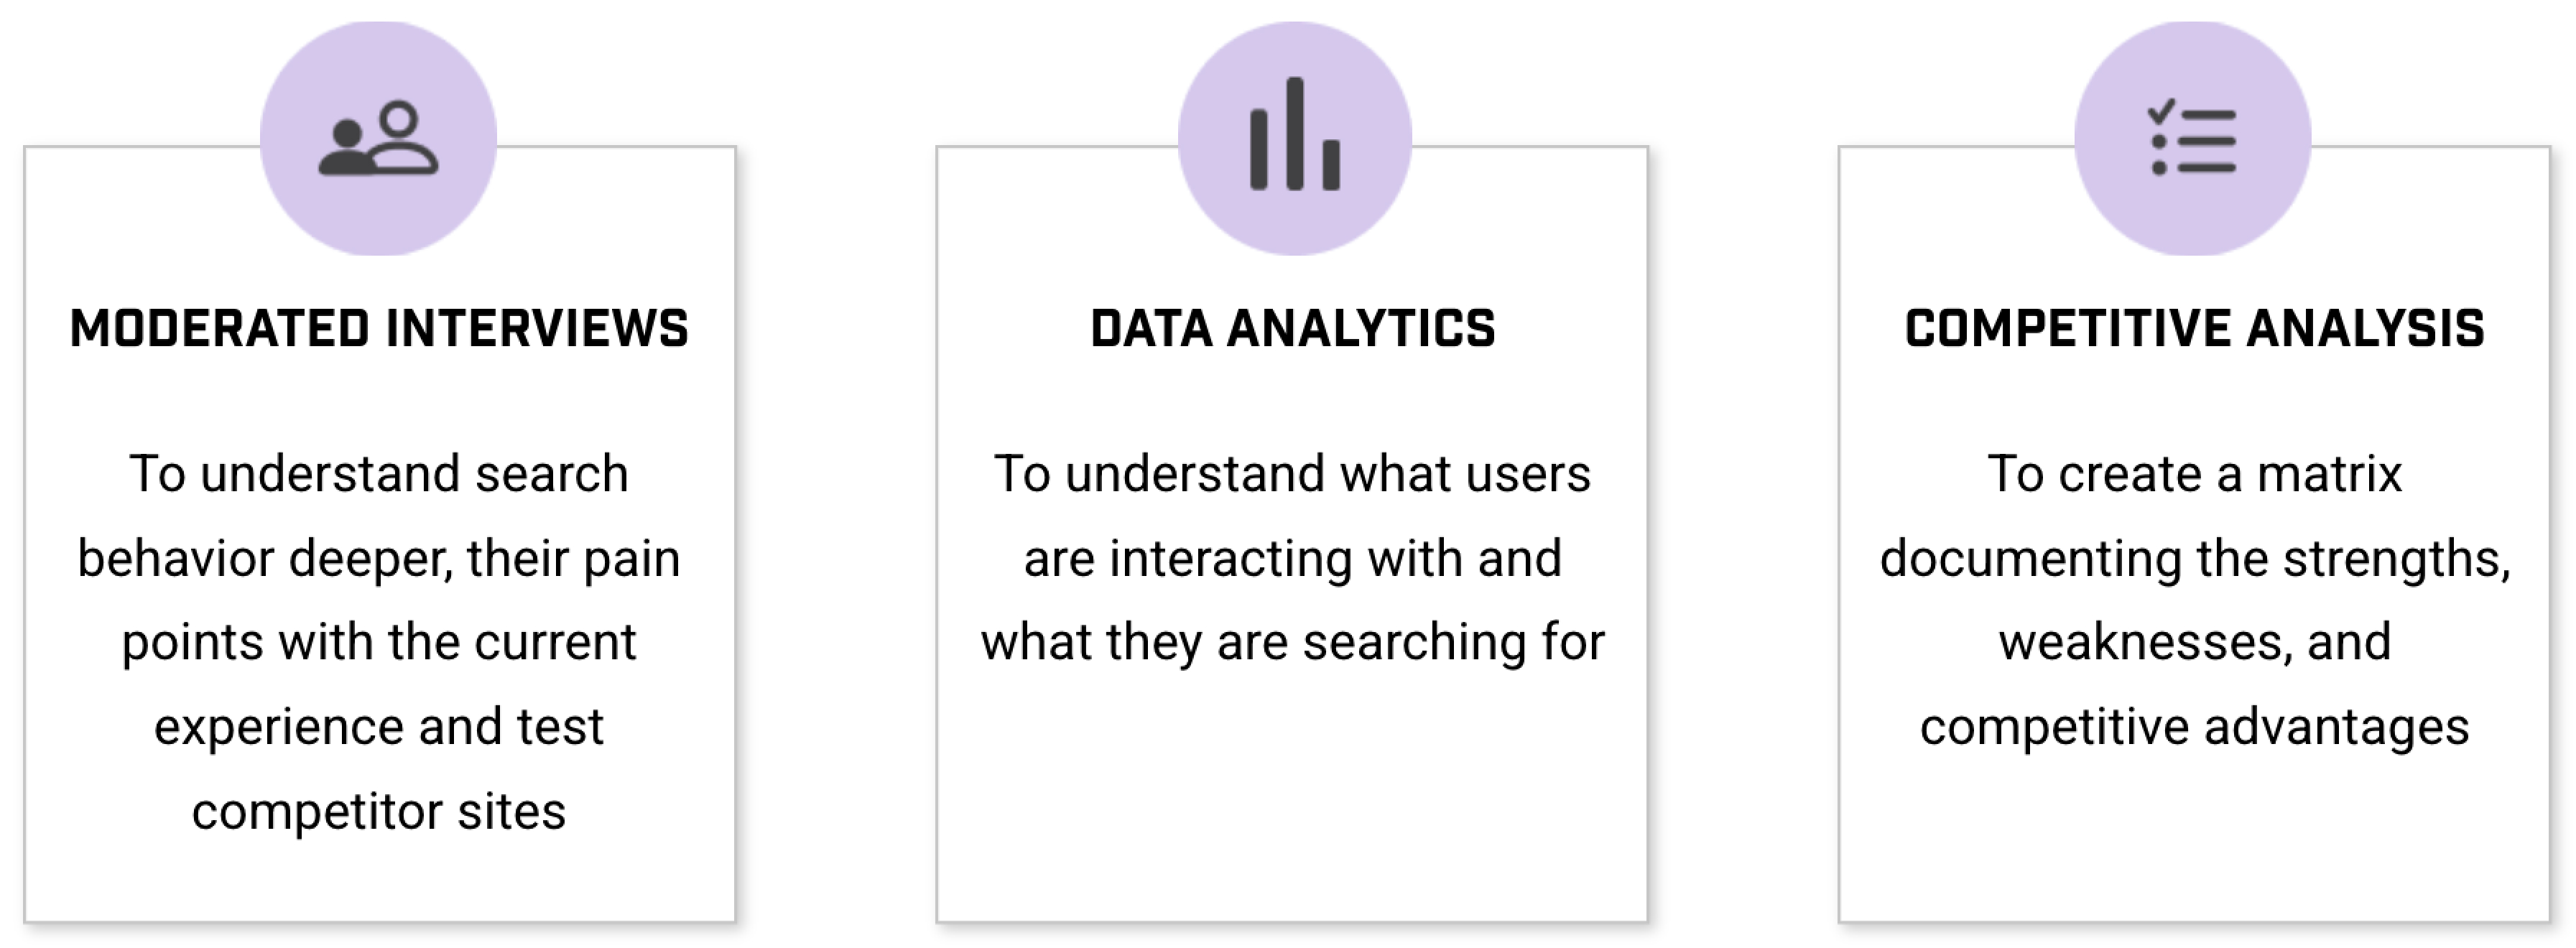 MODERATED INTERVIEWS
To understand search
behavior deeper, their pain
points with the current
experience and test
competitor sites
DATA ANALYTICS
To understand what users
are interacting with and
what they are searching for
COMPETITIVE ANALYSIS
To create a matrix
documenting the strengths,
weaknesses, and
competitive advantages